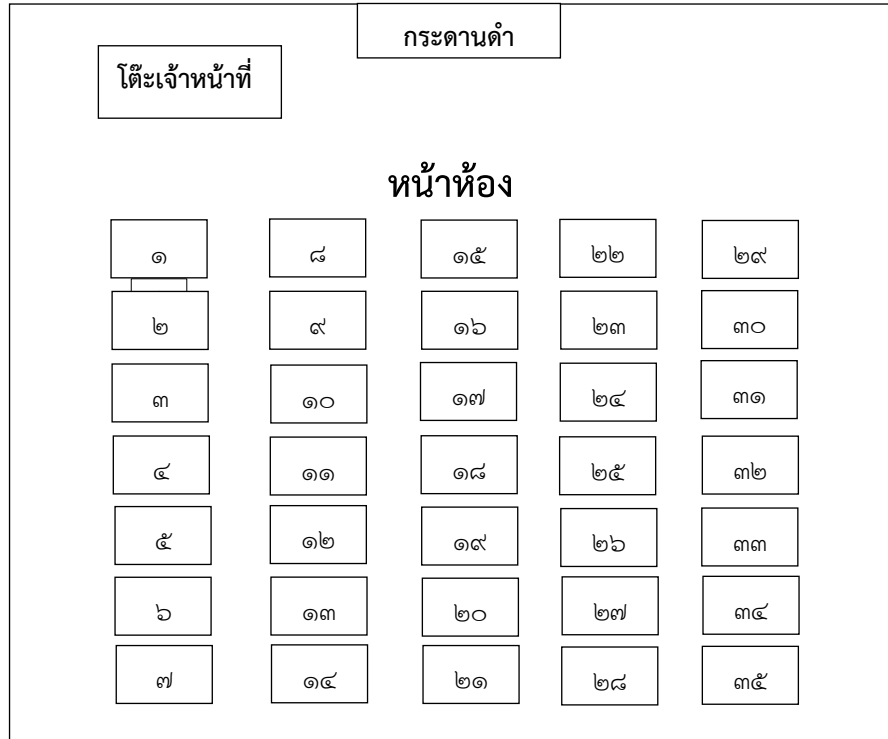 กระดานดำ
โต๊ะเจ้าหน้าที่
หน้าห้อง
๑ ๘ ๑๕ ๒๒ ๒๙
๒ ๙ ๑๖ ๒๓ ๓๐
๓ ๑๐ ๑๗ ๒๔ ๓๑
๔ ๑๑ ๑๘ ๒๕ ๓๒
๕ ๑๒ ๑๙ ๒๖ ๓๓
๖ ๑๓ ๒๐ ๒๗ ๓๔
๗ ๑๔ ๒๑ ๒๘ ๓๕